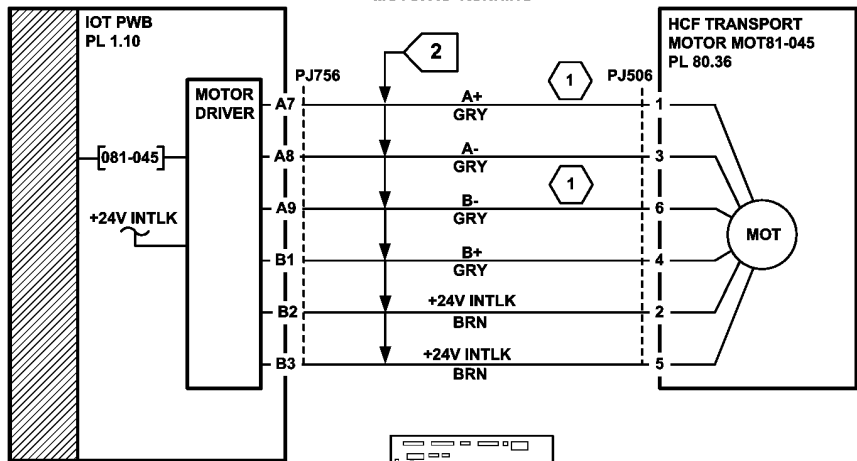 IOT PWB
PL 1.10
HCF TRANSPORT
MOTOR MOT81-045
PL 80.36
2
PJ756
1
PJ506
MOTOR
DRIVER
A7
A+
GRY
1
081-045
A8
A-
GRY
3
1
+24V INTLK
A9
B-
GRY
6
MOT
B1
B+
GRY
4
B2
+24V INTLK
BRN
2
B3
+24V INTLK
BRN
5